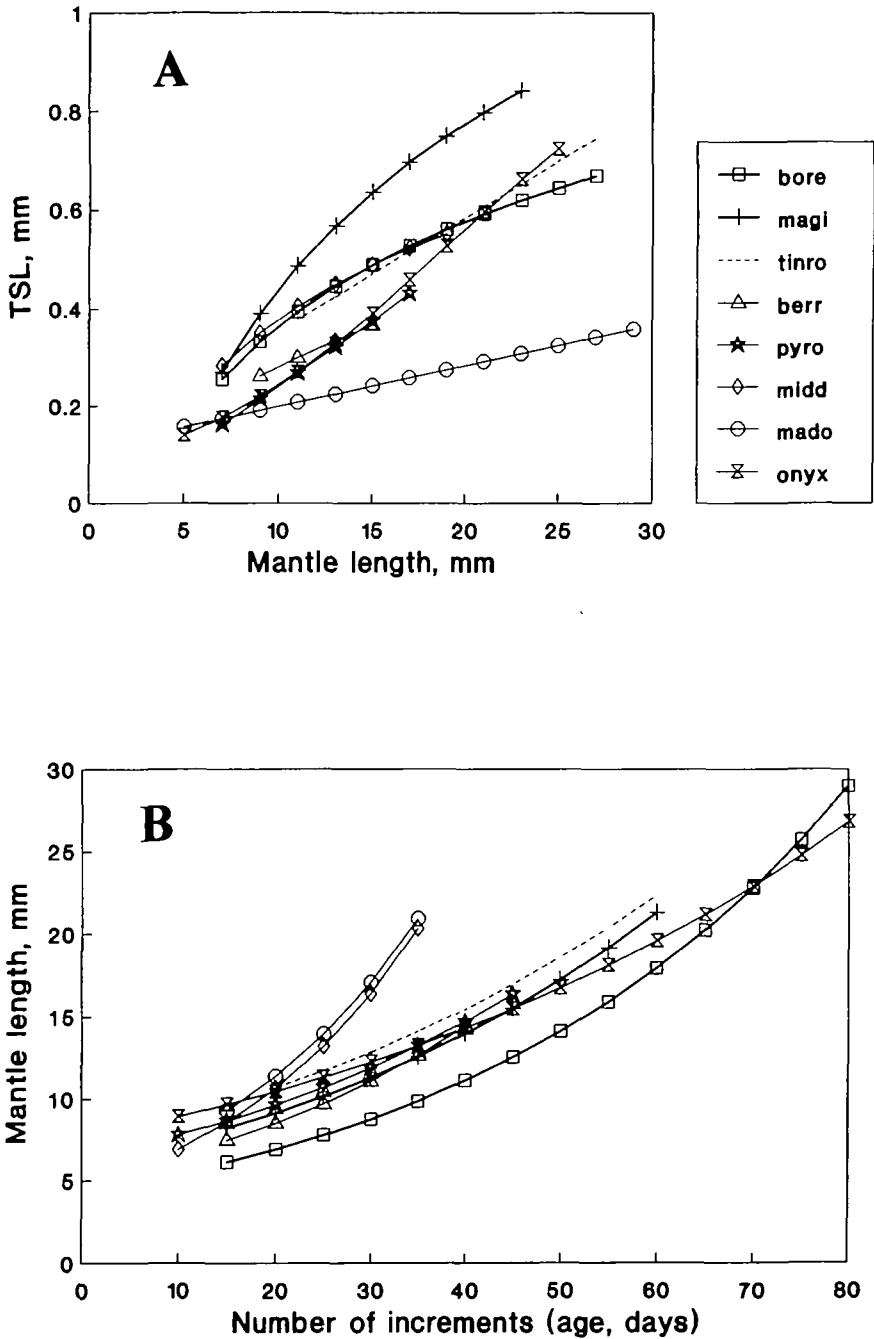 A
1
0.8
0.6
0.4
0.2
0
TSL, mm
0 5 10 15 20 25 30
Mantle length, mm
bore
magi
tinro
berr
pyro
midd
mado
onyx
B
30
25
20
15
10
5
0
Mantle length, mm
0 10 20 30 40 50 60 70 80
Number of increments (age, days)